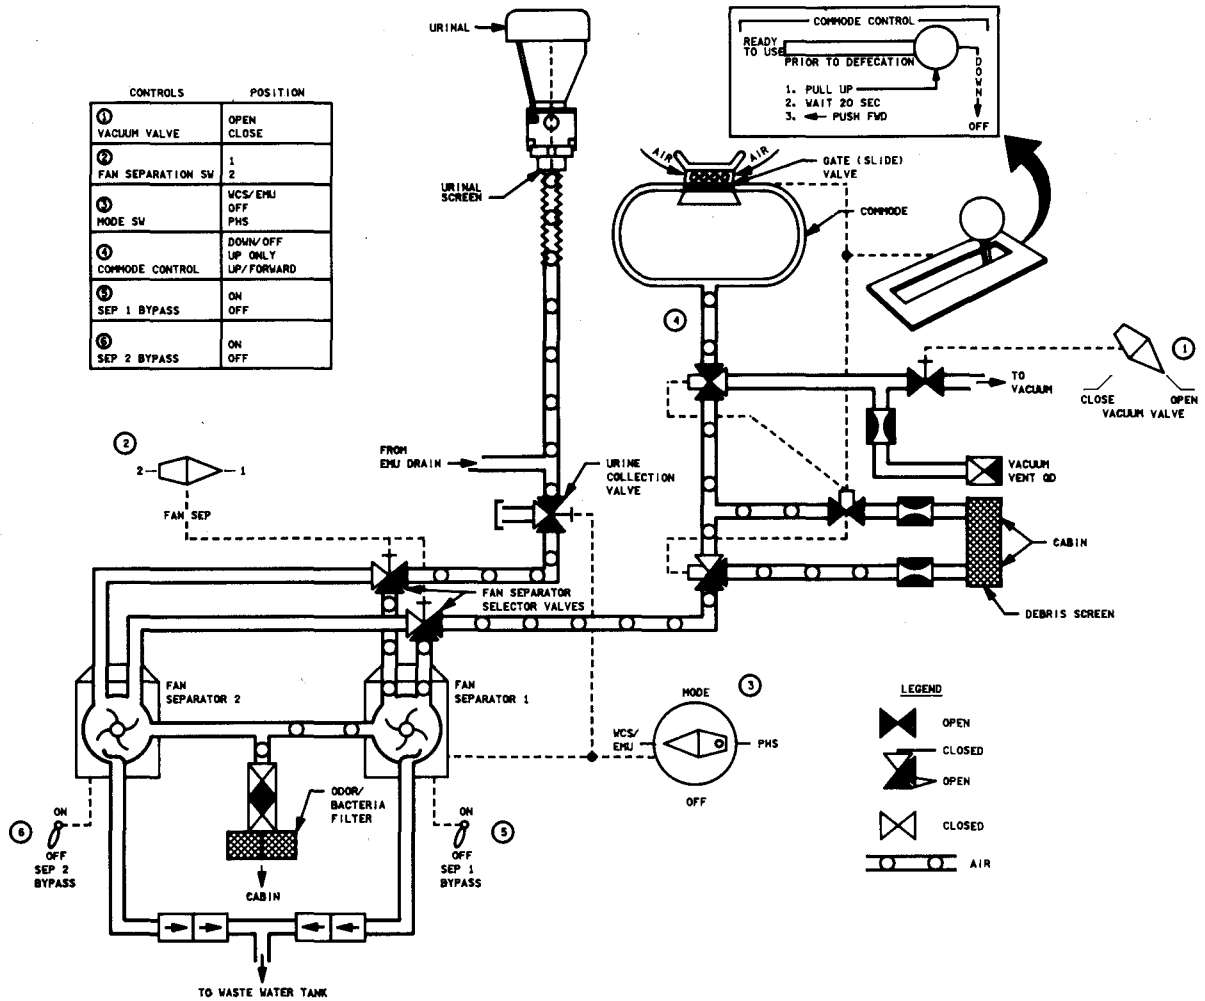 URINAL
COMMODE CONTROL
READY
TO USE
PRIOR TO DEFECATION
1. PULL UP
2. WAIT 20 SEC
3. PUSH FWD
DOWN
OFF
CONTROLS POSITION
1
VACUUM VALVE
OPEN
CLOSE
2
FAN SEPARATION SW
1
2
3
MODE SW
WCS/EMU
OFF
PHS
4
COMMODE CONTROL
DOWN/OFF
UP ONLY
UP/FORWARD
5
SEP 1 BYPASS
ON
OFF
6
SEP 2 BYPASS
ON
OFF
URINAL
SCREEN
AIR
AIR
GATE (SLIDE)
VALVE
COMMODE
4
1
TO
VACUUM
CLOSE
OPEN
VACUUM VALVE
2
2
1
FAN SEP
FROM
EMU DRAIN
URINE
COLLECTION
VALVE
VACUUM
VENT QD
CABIN
DEBRIS SCREEN
FAN SEPARATOR
SELECTOR VALVES
FAN
SEPARATOR 2
FAN
SEPARATOR 1
MODE
3
WCS/
EMU
PHS
OFF
LEGEND
OPEN
CLOSED
OPEN
CLOSED
AIR
6
ON
OFF
SEP 2
BYPASS
ODOR/
BACTERIA
FILTER
CABIN
ON
OFF
SEP 1
BYPASS
5
TO WASTE WATER TANK